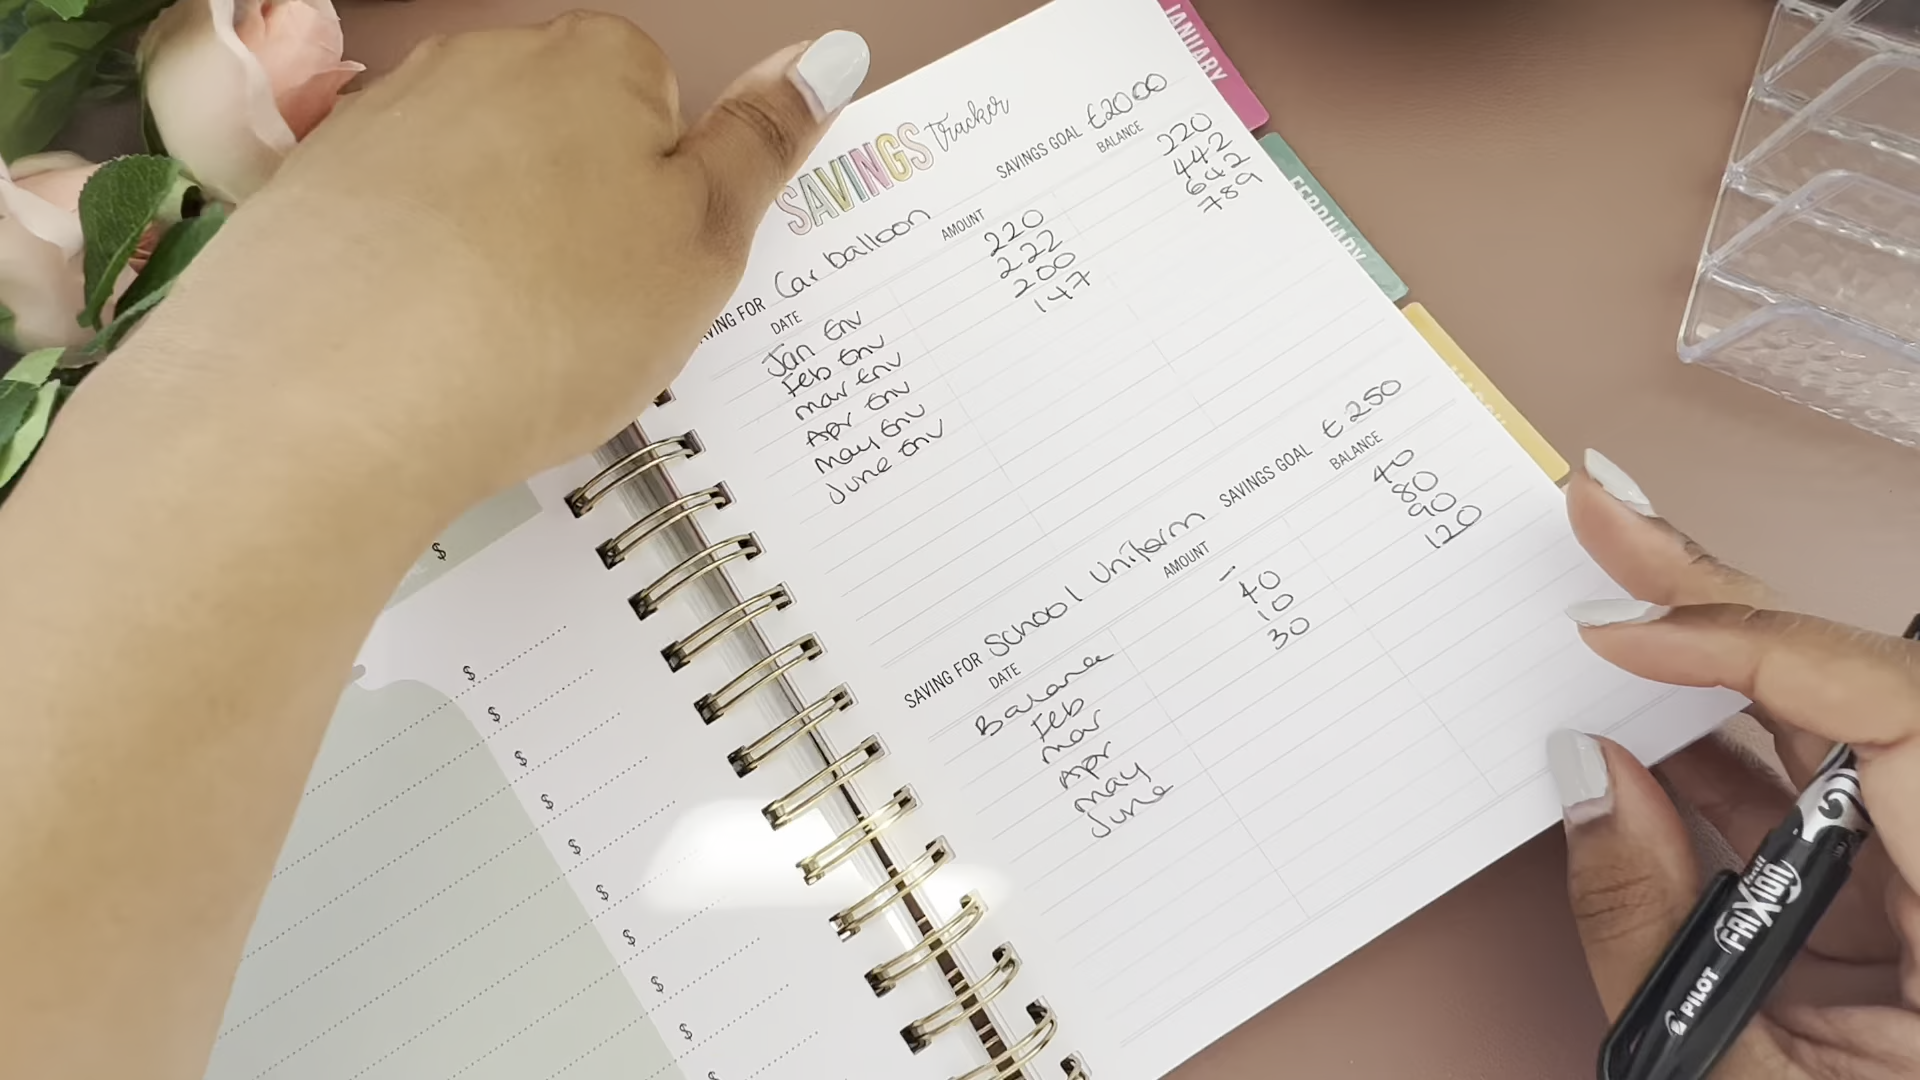 SAVINGS Tracker
SAVING FOR Car balloon SAVINGS GOAL £2000
DATE AMOUNT BALANCE
Jan Env 220 220
Feb Env 222 442
Mar Env 200 642
Apr Env 147 789
May Env
June Env
SAVING FOR School Uniform SAVINGS GOAL £250
DATE AMOUNT BALANCE
Balance - 40
Feb 40 80
Mar 10 90
Apr 30 120
May
June
JANUARY
FEBRUARY
MARCH
$
$
$
$
$
$
$
$
$
$
$
PILOT FRIXION Ball